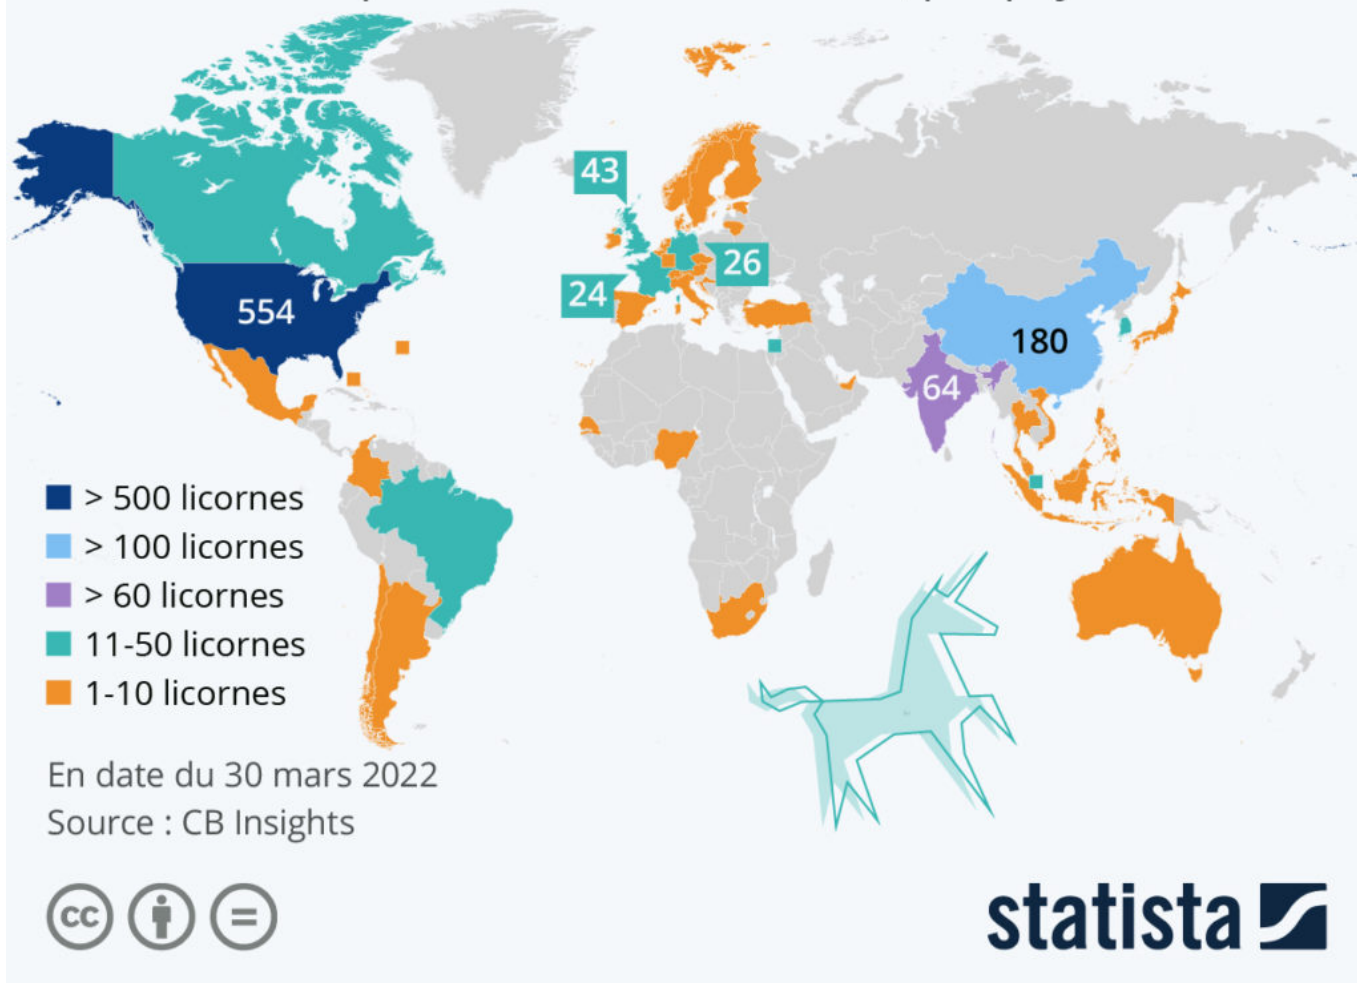 43
26
24
554
180
64
> 500 licornes
> 100 licornes
> 60 licornes
11-50 licornes
1-10 licornes
En date du 30 mars 2022
Source : CB Insights
cc
=
statista